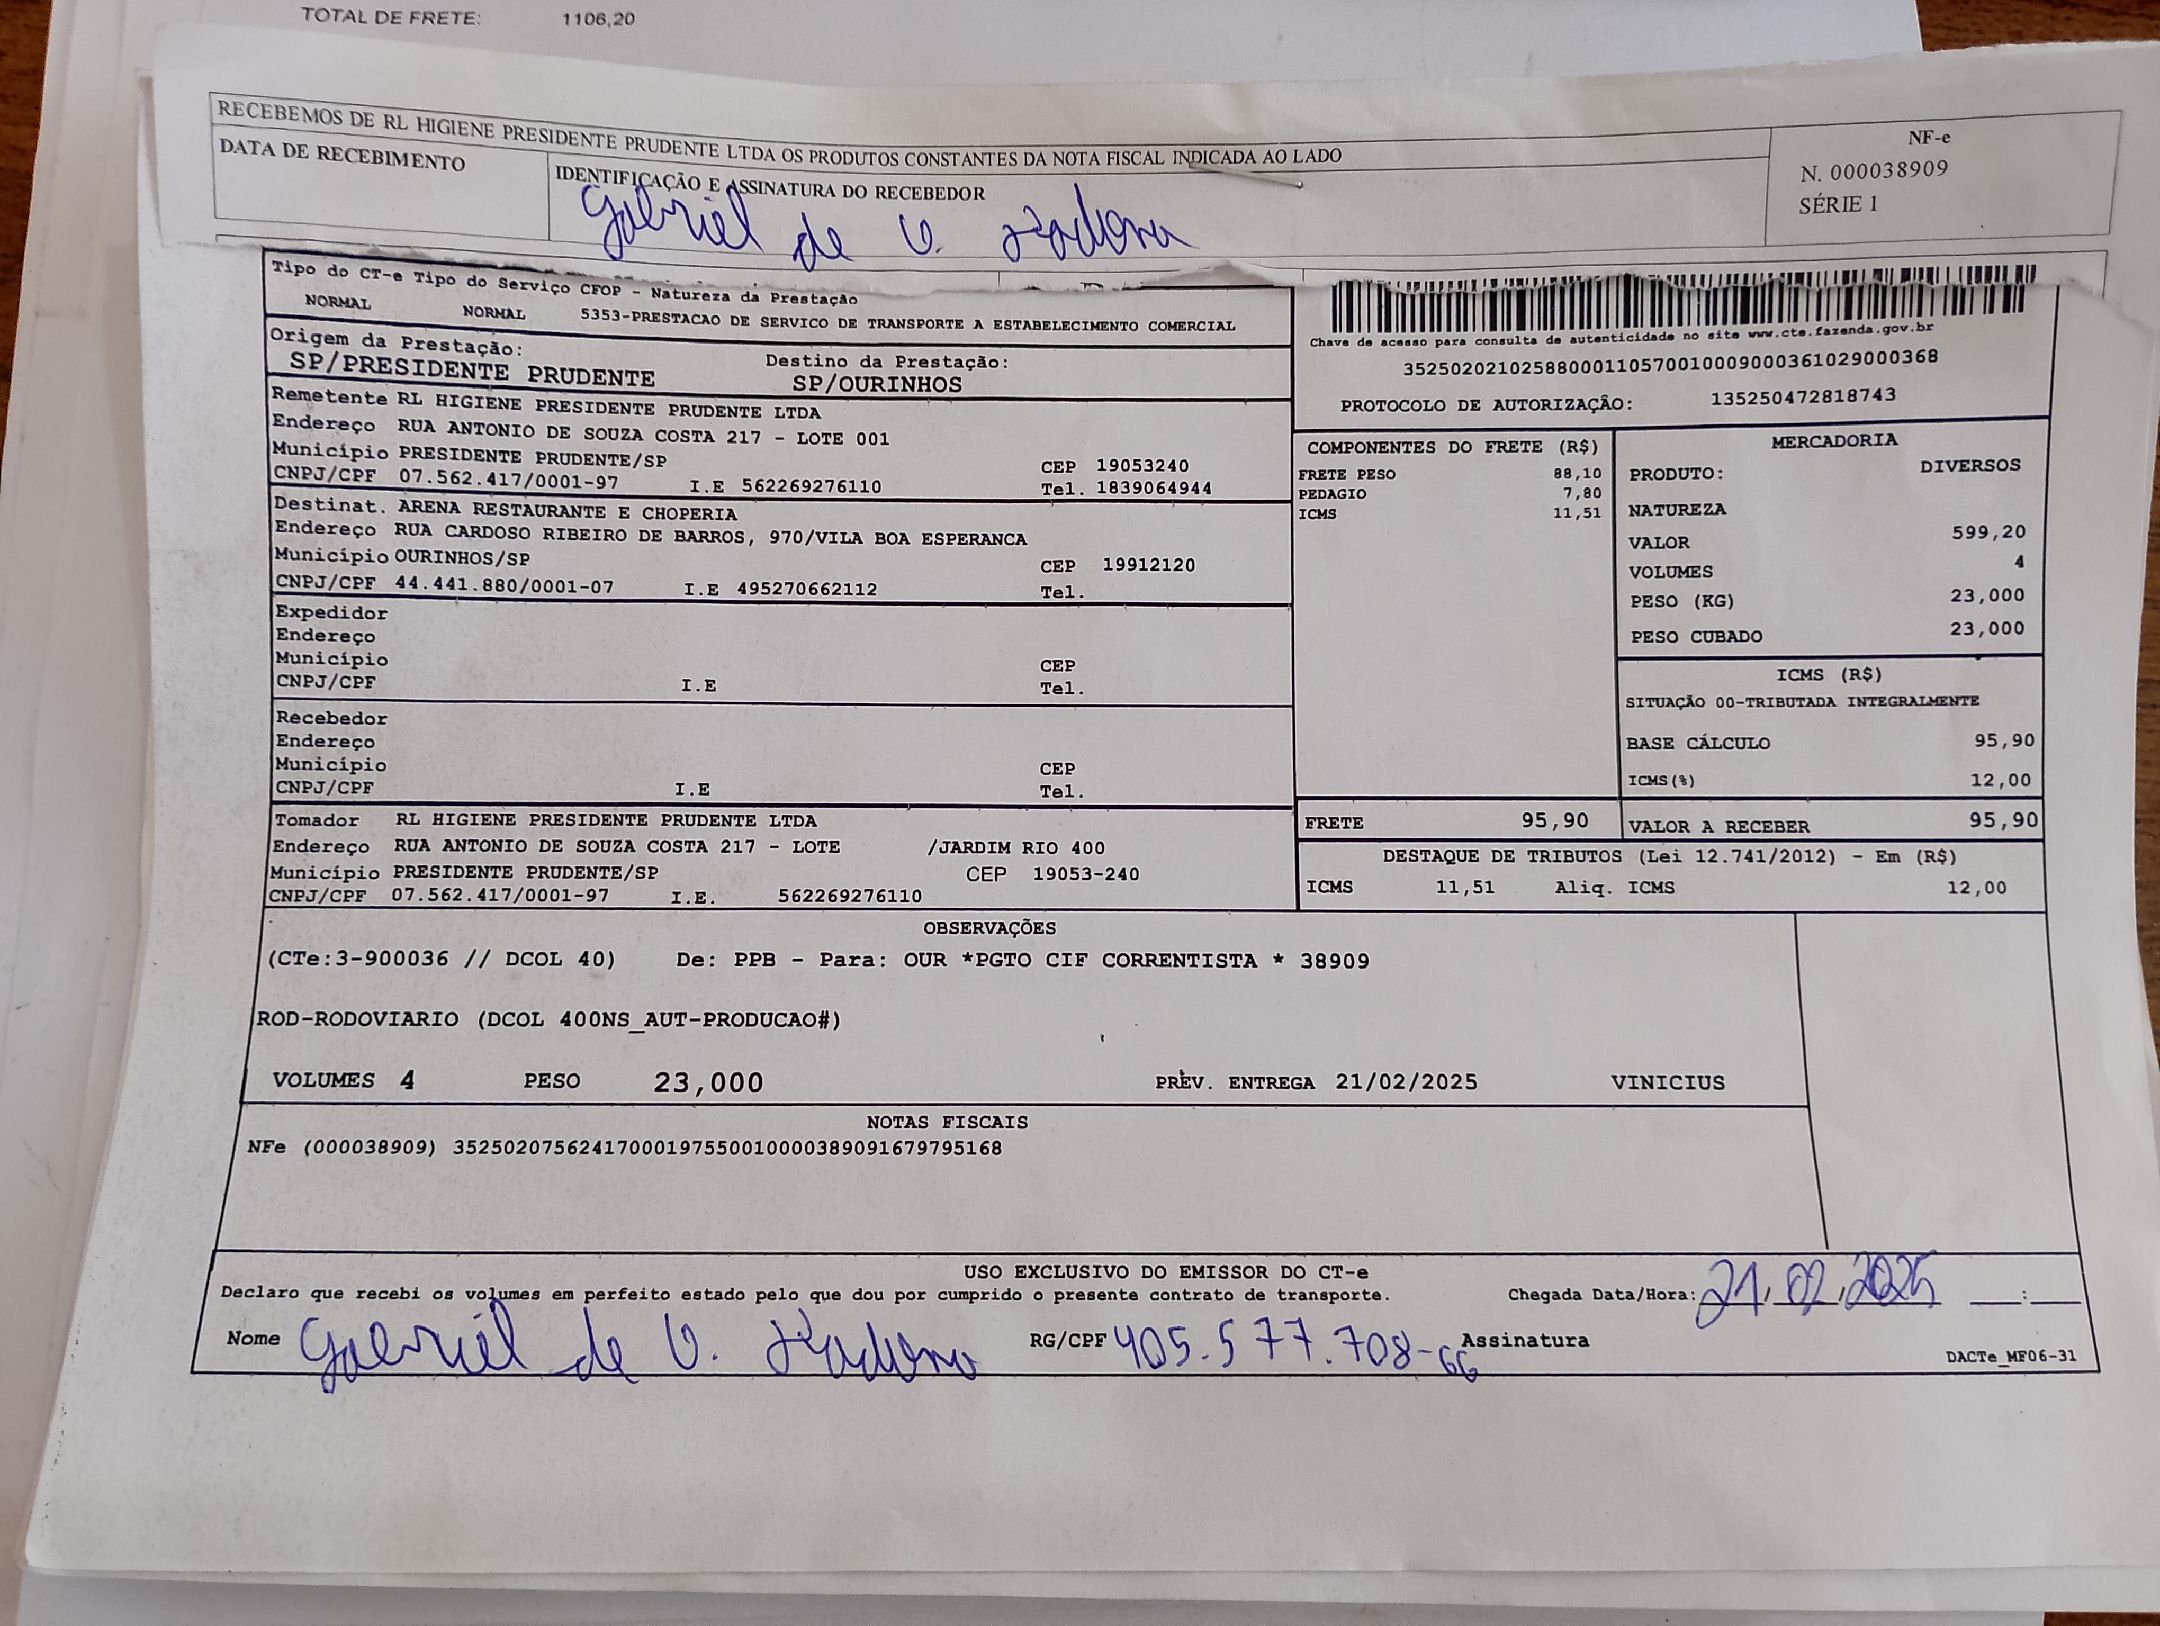 TOTAL DE FRETE: 1106,20
RECEBEMOS DE RL HIGIENE PRESIDENTE PRUDENTE LTDA OS PRODUTOS CONSTANTES DA NOTA FISCAL INDICADA AO LADO
DATA DE RECEBIMENTO
IDENTIFICAÇÃO E ASSINATURA DO RECEBEDOR
Gabriel de V.
NF-e
N. 000038909
SÉRIE 1
Tipo do CT-e Tipo do Serviço CFOP - Natureza da Prestação
NORMAL NORMAL 5353-PRESTACAO DE SERVICO DE TRANSPORTE A ESTABELECIMENTO COMERCIAL
Origem da Prestação: Destino da Prestação:
SP/PRESIDENTE PRUDENTE SP/OURINHOS
Remetente RL HIGIENE PRESIDENTE PRUDENTE LTDA
Endereço RUA ANTONIO DE SOUZA COSTA 217 - LOTE 001
Município PRESIDENTE PRUDENTE/SP CEP 19053240
CNPJ/CPF 07.562.417/0001-97 I.E 562269276110 Tel. 1839064944
Destinat. ARENA RESTAURANTE E CHOPERIA
Endereço RUA CARDOSO RIBEIRO DE BARROS, 970/VILA BOA ESPERANCA
Município OURINHOS/SP CEP 19912120
CNPJ/CPF 44.441.880/0001-07 I.E 495270662112 Tel.
Expedidor
Endereço
Município CEP
CNPJ/CPF I.E Tel.
Recebedor
Endereço
Município CEP
CNPJ/CPF I.E Tel.
Tomador RL HIGIENE PRESIDENTE PRUDENTE LTDA
Endereço RUA ANTONIO DE SOUZA COSTA 217 - LOTE /JARDIM RIO 400
Município PRESIDENTE PRUDENTE/SP CEP 19053-240
CNPJ/CPF 07.562.417/0001-97 I.E. 562269276110
Chave de acesso para consulta de autenticidade no site www.cte.fazenda.gov.br
35250202102588000110570010009000361029000368
PROTOCOLO DE AUTORIZAÇÃO: 135250472818743
COMPONENTES DO FRETE (R$)
FRETE PESO 88,10
PEDAGIO 7,80
ICMS 11,51
MERCADORIA
PRODUTO: DIVERSOS
NATUREZA
VALOR 599,20
VOLUMES 4
PESO (KG) 23,000
PESO CUBADO 23,000
ICMS (R$)
SITUAÇÃO 00-TRIBUTADA INTEGRALMENTE
BASE CÁLCULO 95,90
ICMS(%) 12,00
FRETE 95,90 VALOR A RECEBER 95,90
DESTAQUE DE TRIBUTOS (Lei 12.741/2012) - Em (R$)
ICMS 11,51 Aliq. ICMS 12,00
OBSERVAÇÕES
(CTe:3-900036 // DCOL 40) De: PPB - Para: OUR *PGTO CIF CORRENTISTA * 38909
ROD-RODOVIARIO (DCOL 400NS_AUT-PRODUCAO#)
VOLUMES 4 PESO 23,000 PREV. ENTREGA 21/02/2025 VINICIUS
NOTAS FISCAIS
NFe (000038909) 35250207562417000197550010000389091679795168
USO EXCLUSIVO DO EMISSOR DO CT-e
Declaro que recebi os volumes em perfeito estado pelo que dou por cumprido o presente contrato de transporte. Chegada Data/Hora: 21,02,2025 ___:___
Nome Gabriel de V. RG/CPF 405.577.708-66 Assinatura
DACTe_MF06-31